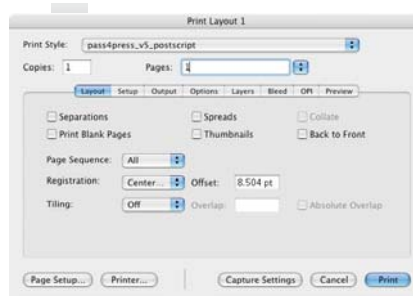 Print Layout 1
Print Style: pass4press_v5_postscript
Copies: 1 Pages: 1
Layout Setup Output Options Layers Bleed OPI Preview
Separations Spreads Collate
Print Blank Pages Thumbnails Back to Front
Page Sequence: All
Registration: Center... Offset: 8.504 pt
Tiling: Off Overlap: Absolute Overlap
Page Setup... Printer... Capture Settings Cancel Print